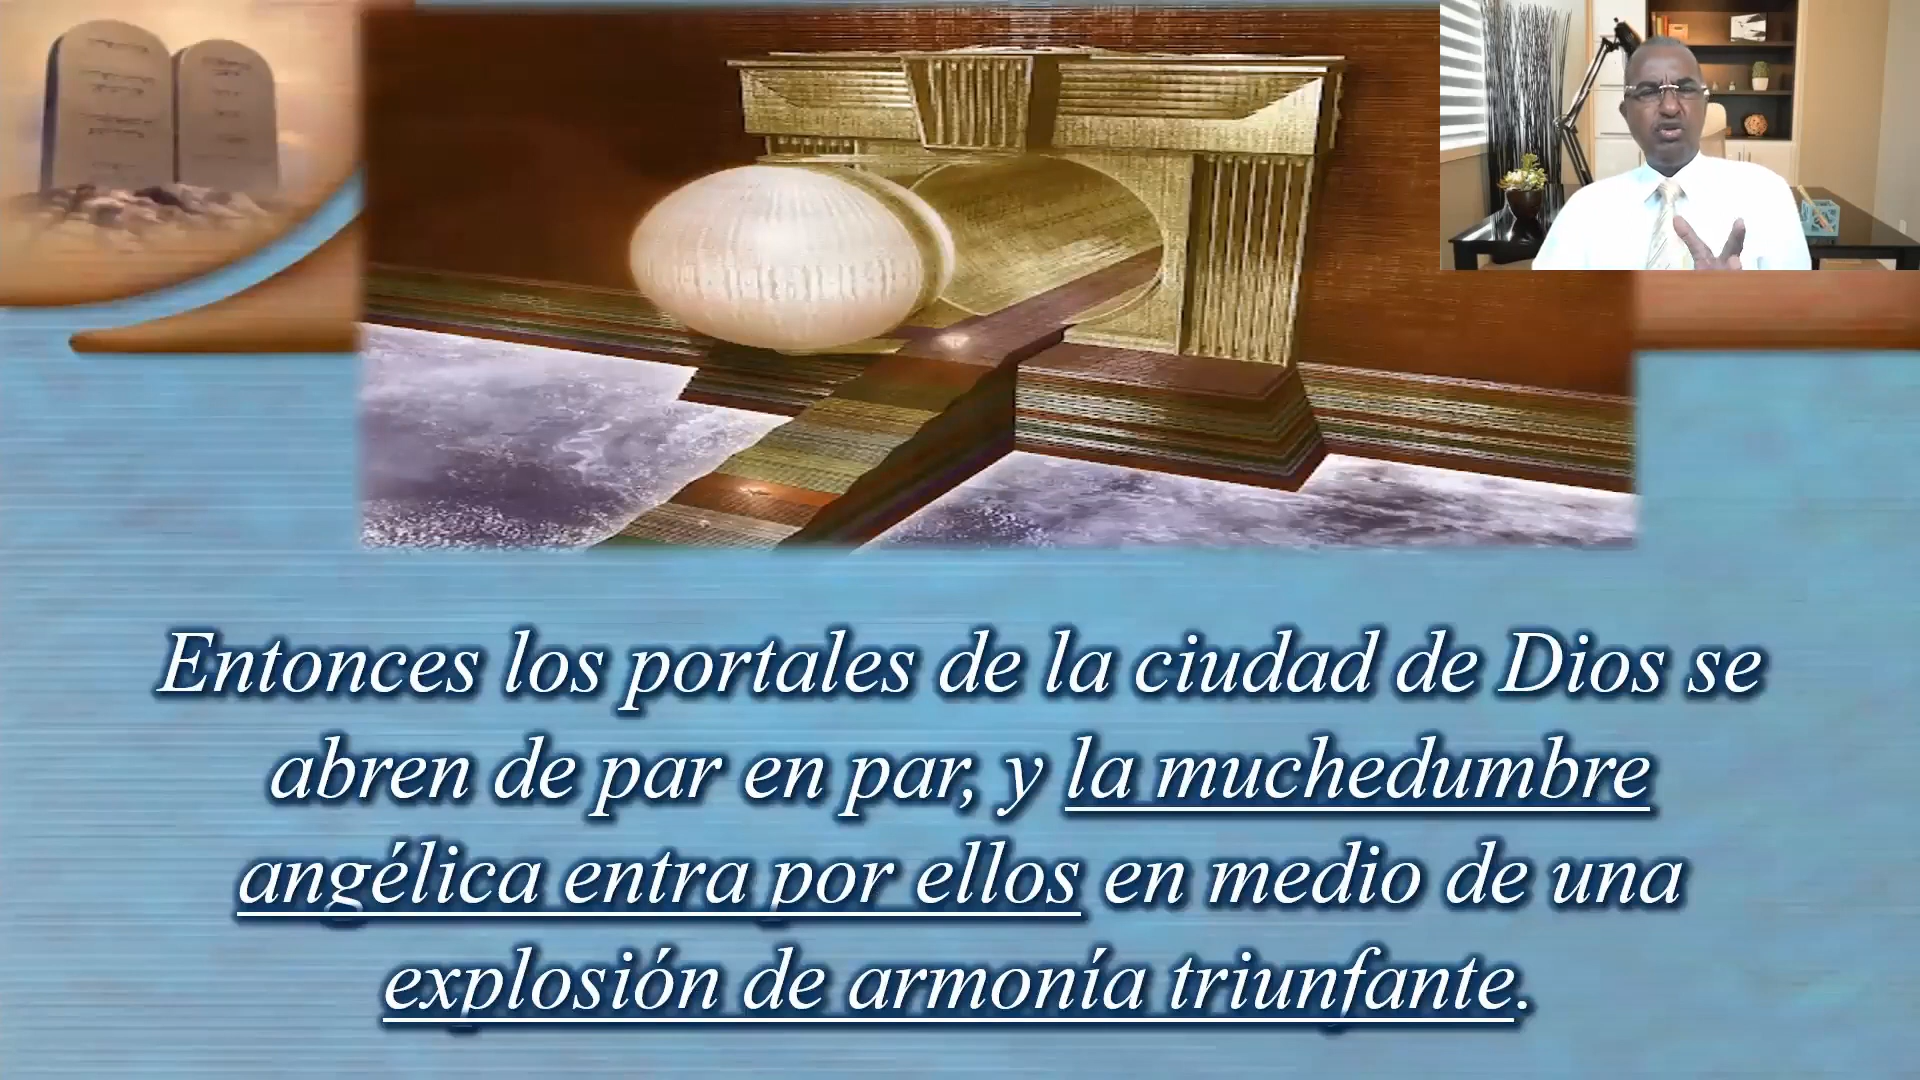 Entonces los portales de la ciudad de Dios se
abren de par en par, y la muchedumbre
angélica entra por ellos en medio de una
explosión de armonía triunfante.